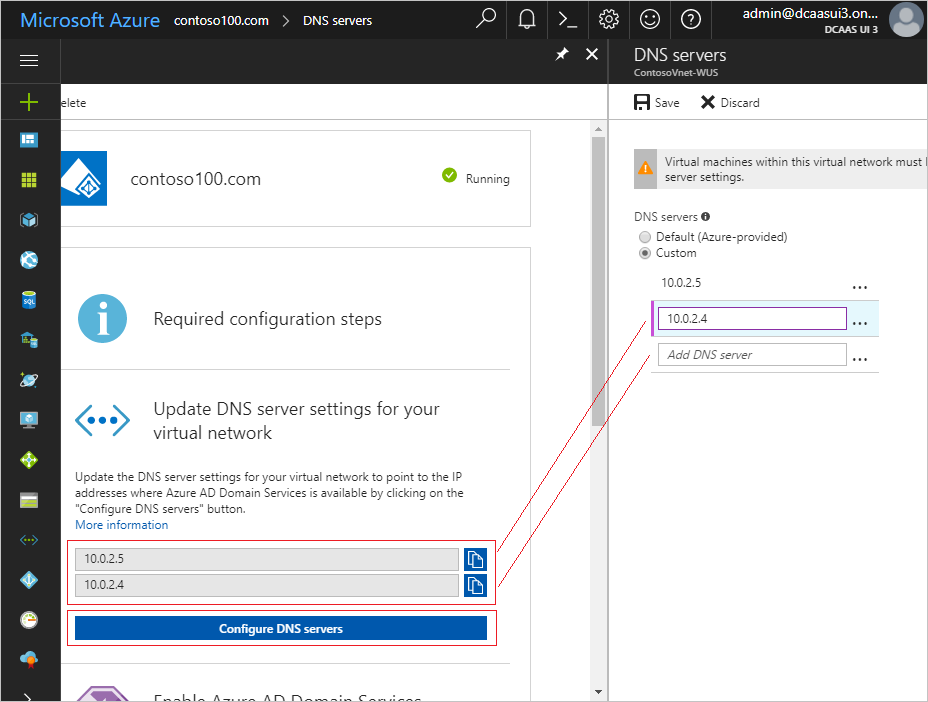 Microsoft Azure contoso100.com > DNS servers
admin@dcaasui3.on...
DCAAS UI 3
elete
contoso100.com
Running
Required configuration steps
Update DNS server settings for your
virtual network
Update the DNS server settings for your virtual network to point to the IP
addresses where Azure AD Domain Services is available by clicking on the
"Configure DNS servers" button.
More information
10.0.2.5
10.0.2.4
Configure DNS servers
Enable Azure AD Domain Services
DNS servers
ContosoVnet-WUS
Save Discard
Virtual machines within this virtual network must
server settings.
DNS servers
Default (Azure-provided)
Custom
10.0.2.5 ...
10.0.2.4 ...
Add DNS server ...
SQL